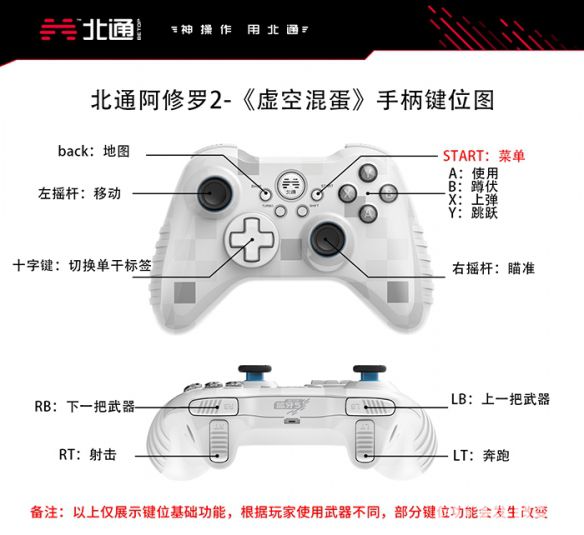 北通 BETOP 神操作 用北通
北通阿修罗2-《虚空混蛋》手柄键位图
back：地图
START：菜单
左摇杆：移动
A：使用
B：蹲伏
X：上弹
Y：跳跃
北通
TURBO
SHIFT
Y
X
B
A
十字键：切换单干标签
右摇杆：瞄准
RB：下一把武器
LB：上一把武器
RT：射击
LT：奔跑
备注：以上仅展示键位基础功能，根据玩家使用武器不同，部分键位功能会发生改变